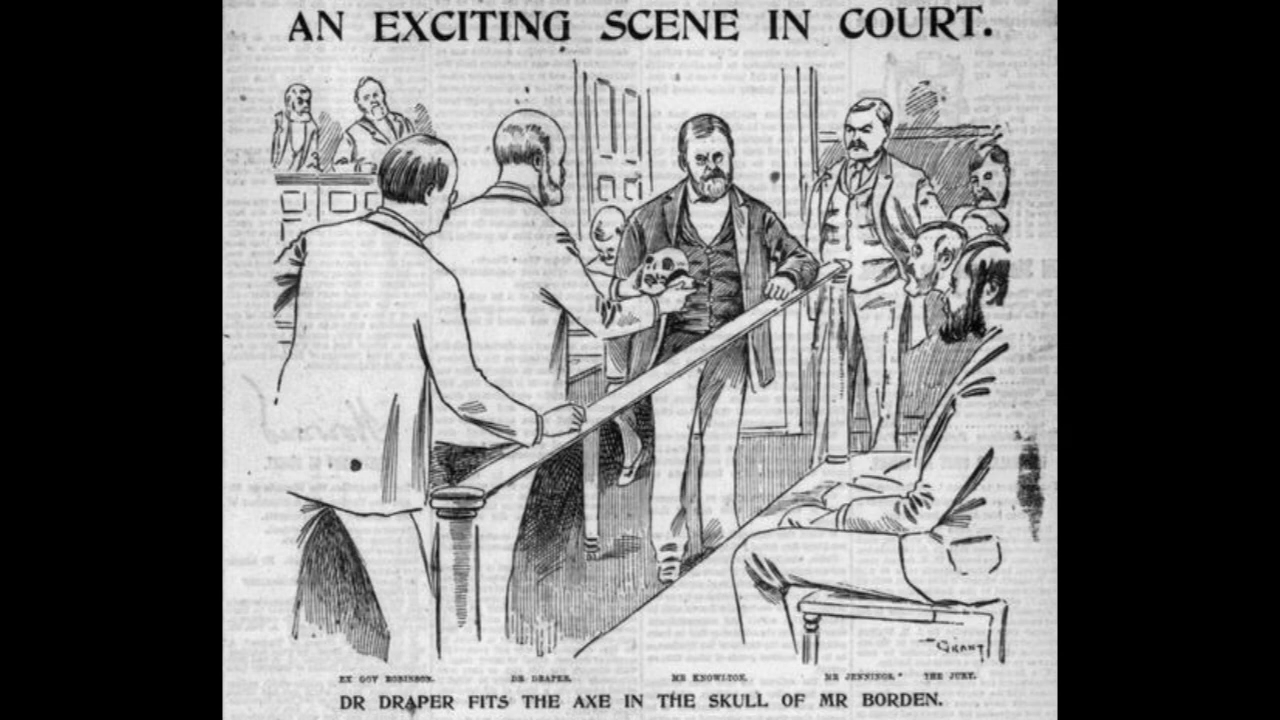 AN EXCITING SCENE IN COURT.
GRANT
EX GOV ROBINSON. DR DRAPER. MR KNOWLTON. MR JENNINGS. THE JURY.
DR DRAPER FITS THE AXE IN THE SKULL OF MR BORDEN.